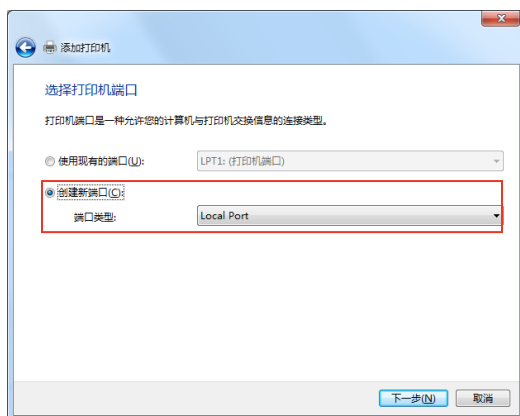 添加打印机
选择打印机端口
打印机端口是一种允许您的计算机与打印机交换信息的连接类型。
使用现有的端口(U): LPT1: (打印机端口)
创建新端口(C):
端口类型: Local Port
下一步(N) 取消